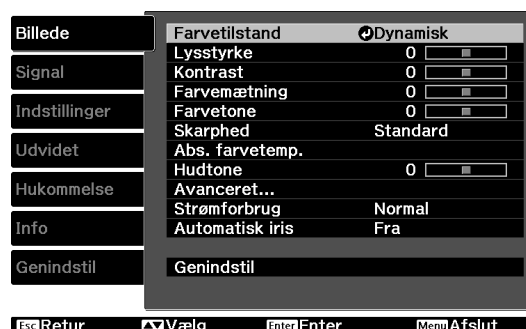 Billede
Signal
Indstillinger
Udvidet
Hukommelse
Info
Genindstil
Farvetilstand Dynamisk
Lysstyrke 0
Kontrast 0
Farvemætning 0
Farvetone 0
Skarphed Standard
Abs. farvetemp.
Hudtone 0
Avanceret...
Strømforbrug Normal
Automatisk iris Fra
Genindstil
Esc Retur Vælg Enter Enter Menu Afslut